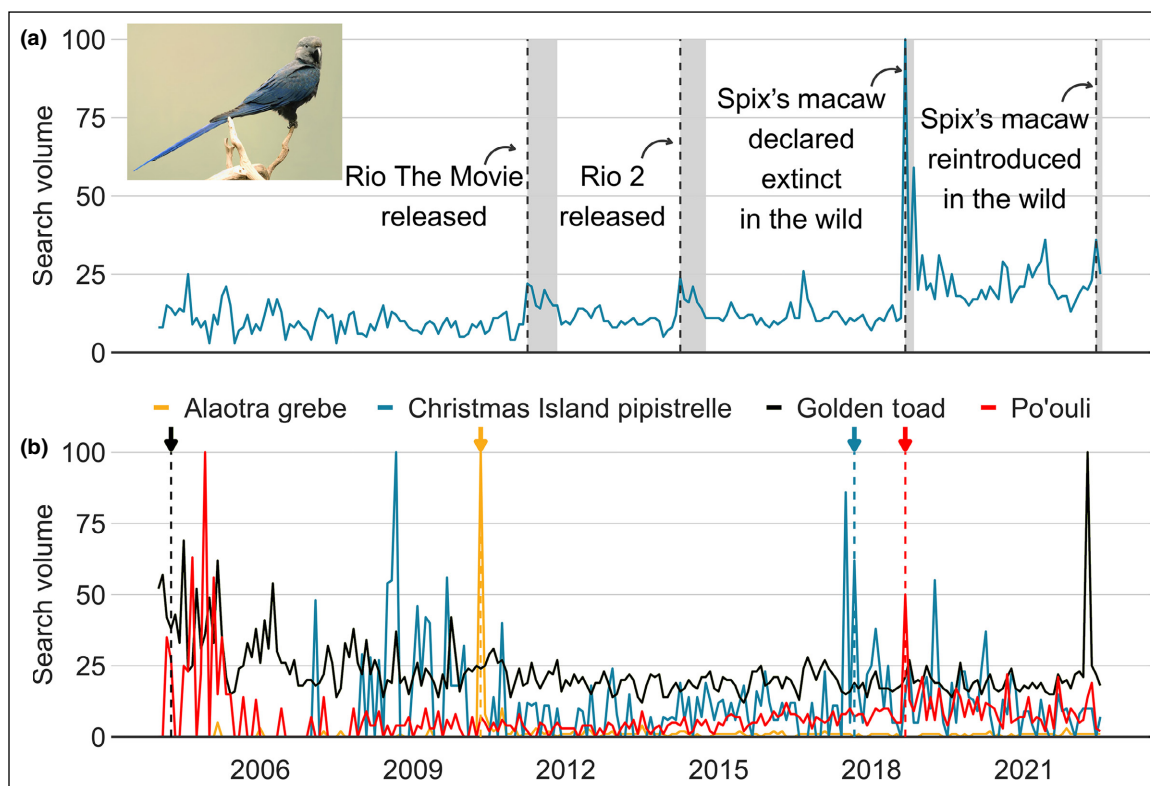 (a)
100
75
50
25
0
Search volume
Rio The Movie
released
Rio 2
released
Spix's macaw
declared
extinct
in the wild
Spix's macaw
reintroduced
in the wild
Alaotra grebe
Christmas Island pipistrelle
Golden toad
Po'ouli
(b)
100
75
50
25
0
Search volume
2006
2009
2012
2015
2018
2021